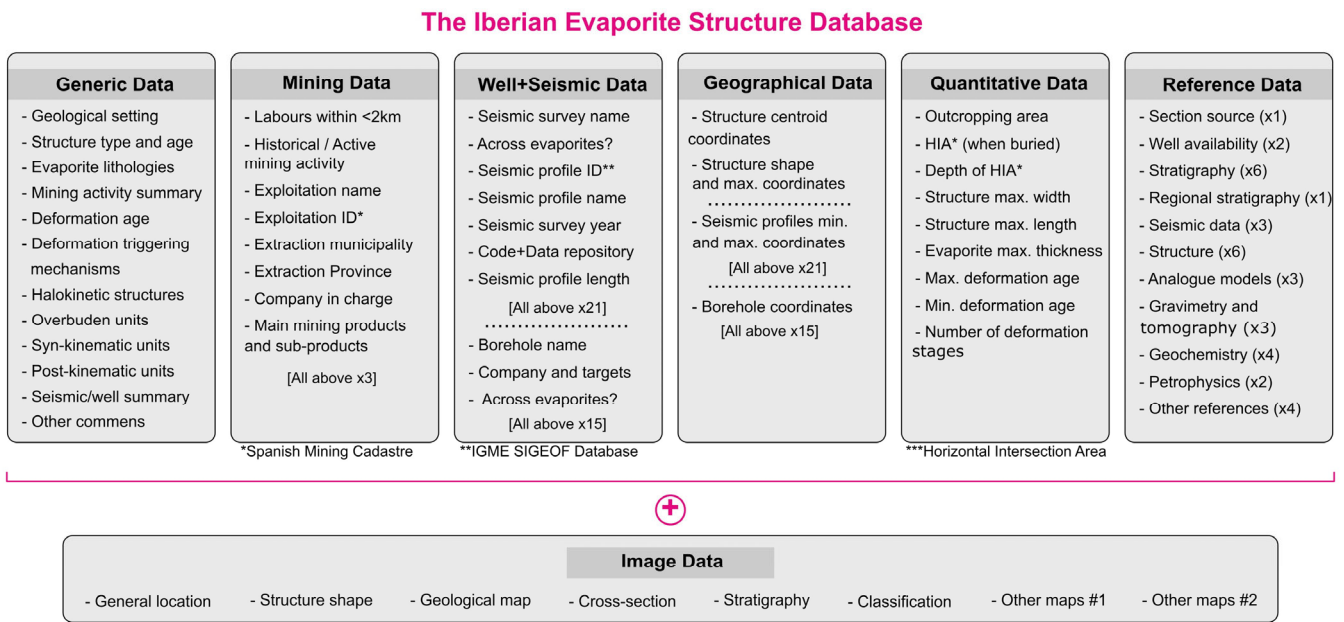 The Iberian Evaporite Structure Database
Generic Data
- Geological setting
- Structure type and age
- Evaporite lithologies
- Mining activity summary
- Deformation age
- Deformation triggering
mechanisms
- Halokinetic structures
- Overbuden units
- Syn-kinematic units
- Post-kinematic units
- Seismic/well summary
- Other commens
Mining Data
- Labours within <2km
- Historical / Active
mining activity
- Exploitation name
- Exploitation ID*
- Extraction municipality
- Extraction Province
- Company in charge
- Main mining products
and sub-products
[All above x3]
*Spanish Mining Cadastre
Well+Seismic Data
- Seismic survey name
- Across evaporites?
- Seismic profile ID**
- Seismic profile name
- Seismic survey year
- Code+Data repository
- Seismic profile length
[All above x21]
- Borehole name
- Company and targets
- Across evaporites?
[All above x15]
**IGME SIGEOF Database
Geographical Data
- Structure centroid
coordinates
- Structure shape
and max. coordinates
- Seismic profiles min.
and max. coordinates
[All above x21]
- Borehole coordinates
[All above x15]
Quantitative Data
- Outcropping area
- HIA* (when buried)
- Depth of HIA*
- Structure max. width
- Structure max. length
- Evaporite max. thickness
- Max. deformation age
- Min. deformation age
- Number of deformation
stages
***Horizontal Intersection Area
Reference Data
- Section source (x1)
- Well availability (x2)
- Stratigraphy (x6)
- Regional stratigraphy (x1)
- Seismic data (x3)
- Structure (x6)
- Analogue models (x3)
- Gravimetry and
tomography (x3)
- Geochemistry (x4)
- Petrophysics (x2)
- Other references (x4)
+
Image Data
- General location
- Structure shape
- Geological map
- Cross-section
- Stratigraphy
- Classification
- Other maps #1
- Other maps #2